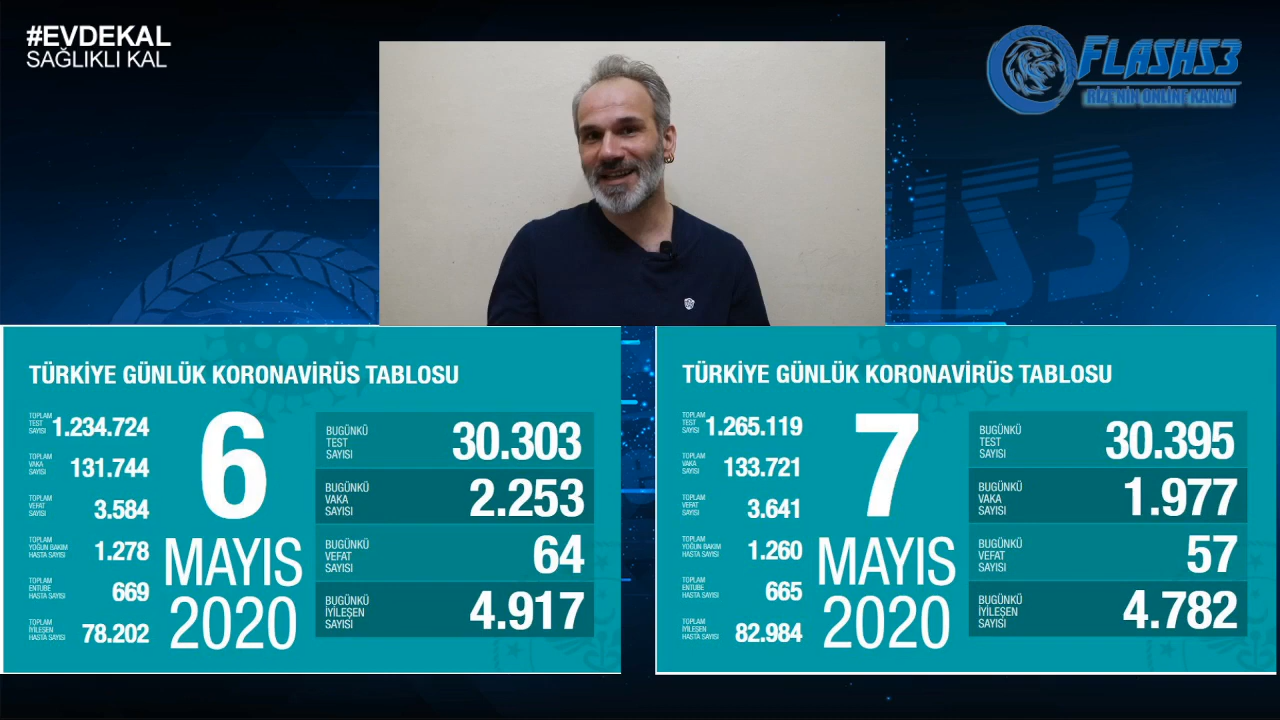 #EVDEKAL
SAĞLIKLI KAL
FLASHS3
RİZE'NİN ONLINE KANALI
HS3
TÜRKİYE GÜNLÜK KORONAVİRÜS TABLOSU
TOPLAM
TEST
SAYISI
1.234.724
TOPLAM
VAKA
SAYISI
131.744
TOPLAM
VEFAT
SAYISI
3.584
TOPLAM
YOĞUN BAKIM
HASTA SAYISI
1.278
TOPLAM
ENTUBE
HASTA SAYISI
669
TOPLAM
İYİLEŞEN
HASTA SAYISI
78.202
6
MAYIS
2020
BUGÜNKÜ
TEST
SAYISI
30.303
BUGÜNKÜ
VAKA
SAYISI
2.253
BUGÜNKÜ
VEFAT
SAYISI
64
BUGÜNKÜ
İYİLEŞEN
SAYISI
4.917
TÜRKİYE GÜNLÜK KORONAVİRÜS TABLOSU
TOPLAM
TEST
SAYISI
1.265.119
TOPLAM
VAKA
SAYISI
133.721
TOPLAM
VEFAT
SAYISI
3.641
TOPLAM
YOĞUN BAKIM
HASTA SAYISI
1.260
TOPLAM
ENTUBE
HASTA SAYISI
665
TOPLAM
İYİLEŞEN
HASTA SAYISI
82.984
7
MAYIS
2020
BUGÜNKÜ
TEST
SAYISI
30.395
BUGÜNKÜ
VAKA
SAYISI
1.977
BUGÜNKÜ
VEFAT
SAYISI
57
BUGÜNKÜ
İYİLEŞEN
SAYISI
4.782